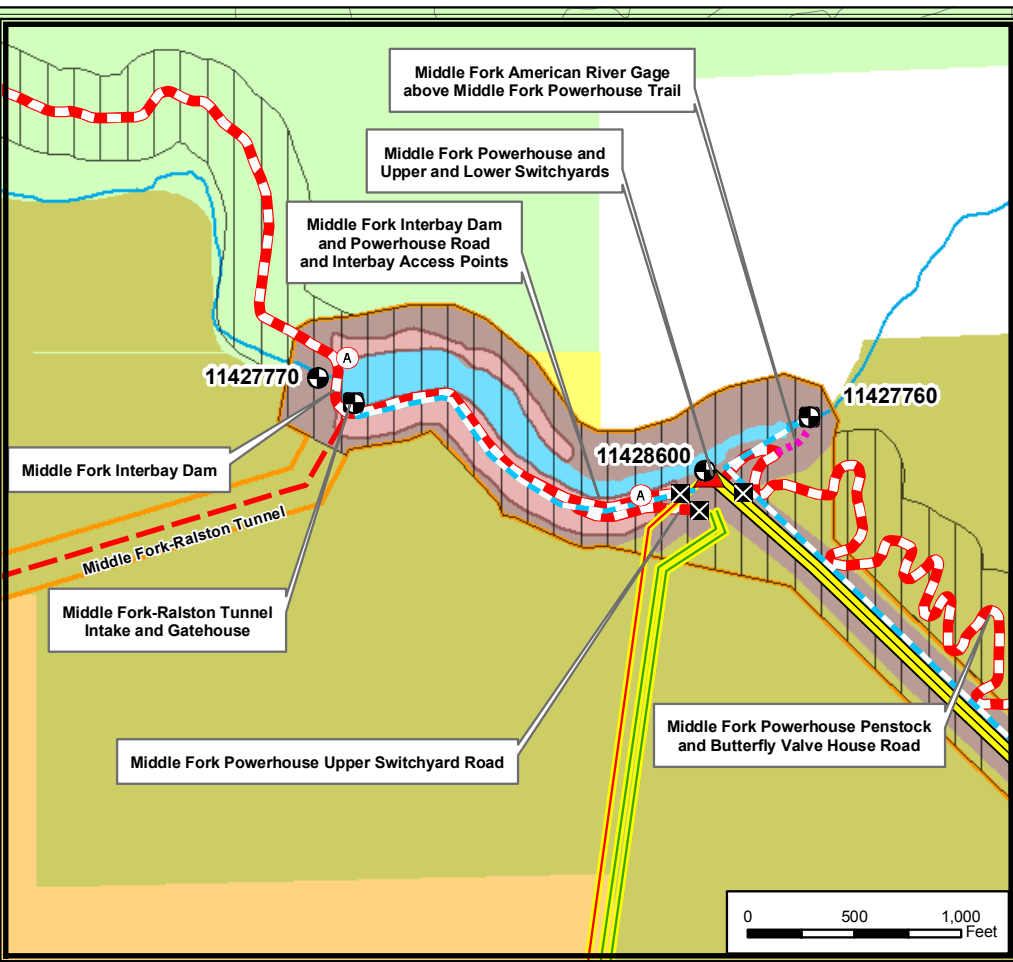 Middle Fork American River Gage
above Middle Fork Powerhouse Trail
Middle Fork Powerhouse and
Upper and Lower Switchyards
Middle Fork Interbay Dam
and Powerhouse Road
and Interbay Access Points
A
11427770
11427760
11428600
A
Middle Fork Interbay Dam
Middle Fork-Ralston Tunnel
Middle Fork-Ralston Tunnel
Intake and Gatehouse
Middle Fork Powerhouse Penstock
and Butterfly Valve House Road
Middle Fork Powerhouse Upper Switchyard Road
0 500 1,000
Feet